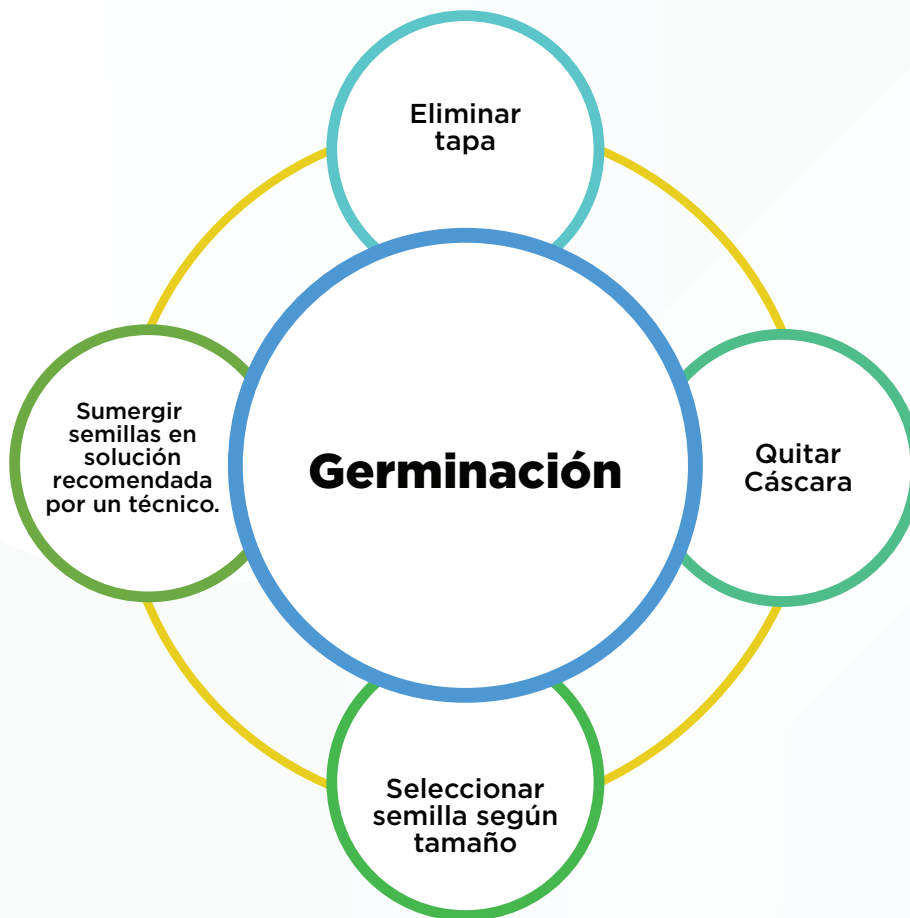 Eliminar
tapa
Sumergir
semillas en
solución
recomendada
por un técnico.
Germinación
Quitar
Cáscara
Seleccionar
semilla según
tamaño